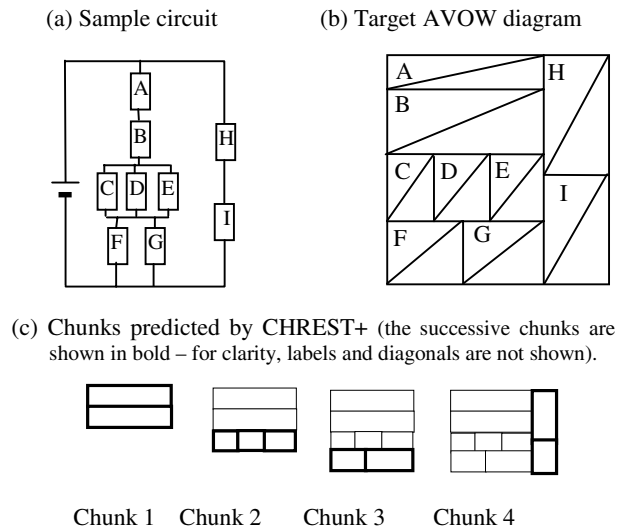 (a) Sample circuit
(b) Target AVOW diagram
A
B
C D E
F G
H
I
A
B
C D E
F G
H
I
(c) Chunks predicted by CHREST+ (the successive chunks are
shown in bold – for clarity, labels and diagonals are not shown).
Chunk 1 Chunk 2 Chunk 3 Chunk 4